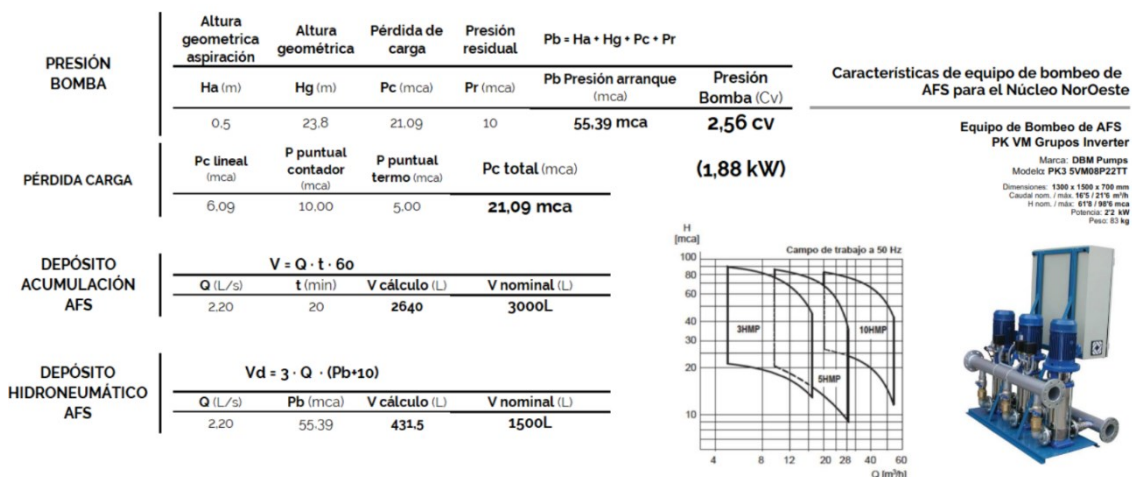 PRESIÓN
BOMBA
Altura
geometrica
aspiración
Altura
geométrica
Pérdida de
carga
Presión
residual
Pb = Ha + Hg + Pc + Pr
Ha (m)
Hg (m)
Pc (mca)
Pr (mca)
Pb Presión arranque
(mca)
Presión
Bomba (Cv)
0,5
23,8
21,09
10
55,39 mca
2,56 cv
PÉRDIDA CARGA
Pc lineal
(mca)
P puntual
contador
(mca)
P puntual
termo (mca)
Pc total (mca)
(1,88 kW)
6,09
10,00
5,00
21,09 mca
DEPÓSITO
ACUMULACIÓN
AFS
V = Q · t · 60
Q (L/s)
t (min)
V cálculo (L)
V nominal (L)
2,20
20
2640
3000L
DEPÓSITO
HIDRONEUMÁTICO
AFS
Vd = 3 · Q · (Pb+10)
Q (L/s)
Pb (mca)
V cálculo (L)
V nominal (L)
2,20
55,39
431,5
1500L
Características de equipo de bombeo de
AFS para el Núcleo NorOeste
Equipo de Bombeo de AFS
PK VM Grupos Inverter
Marca: DBM Pumps
Modelo: PK3 5VM08P22TT
Dimensiones: 1300 x 1500 x 700 mm
Caudal nom. / máx. 16'5 / 21'6 m³/h
H nom. / máx: 61'8 / 98'6 mca
Potencia: 2'2 kW
Peso: 83 kg
H
[mca]
Campo de trabajo a 50 Hz
100
80
60
40
30
20
10
3HMP
10HMP
5HMP
4
8
12
20
28
40
60
Q [m³/h]